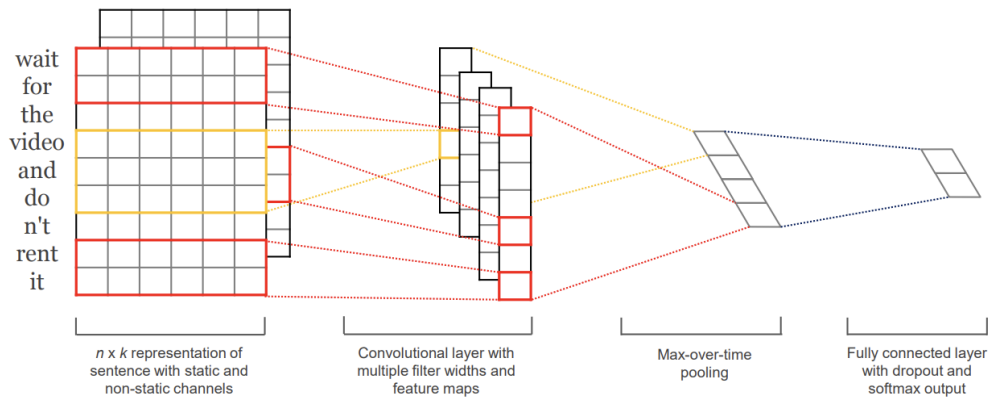 wait
for
the
video
and
do
n't
rent
it
n x k representation of
sentence with static and
non-static channels
Convolutional layer with
multiple filter widths and
feature maps
Max-over-time
pooling
Fully connected layer
with dropout and
softmax output